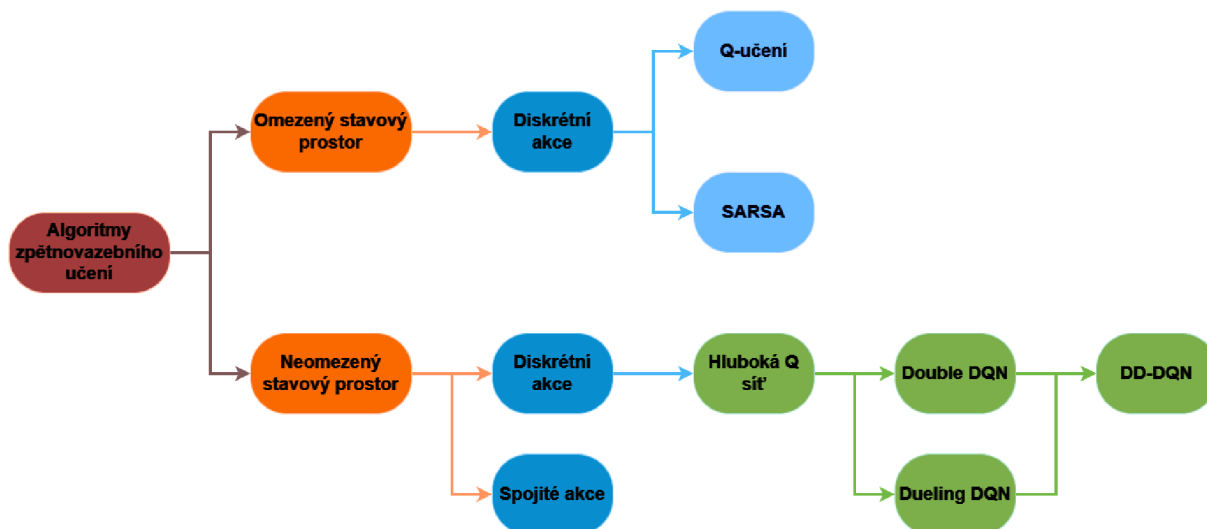 Q-učení
Omezený stavový
prostor
Diskrétní
akce
SARSA
Algoritmy
zpětnovazebního
učení
Neomezený
stavový prostor
Diskrétní
akce
Hluboká Q
síť
Double DQN
DD-DQN
Spojité akce
Dueling DQN